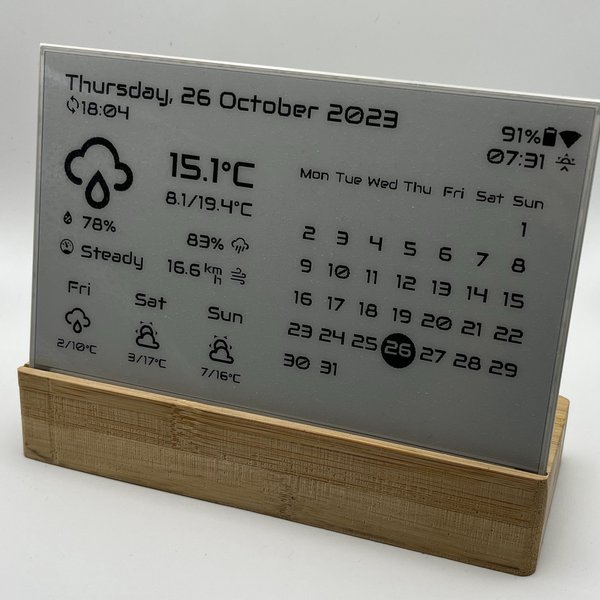 Thursday, 26 October 2023
18:04
91%
07:31
15.1°C
8.1/19.4°C
78%
83%
Steady
16.6 km/h
Fri Sat Sun
2/10°C 3/17°C 7/16°C
Mon Tue Wed Thu Fri Sat Sun
1
2 3 4 5 6 7 8
9 10 11 12 13 14 15
16 17 18 19 20 21 22
23 24 25 26 27 28 29
30 31